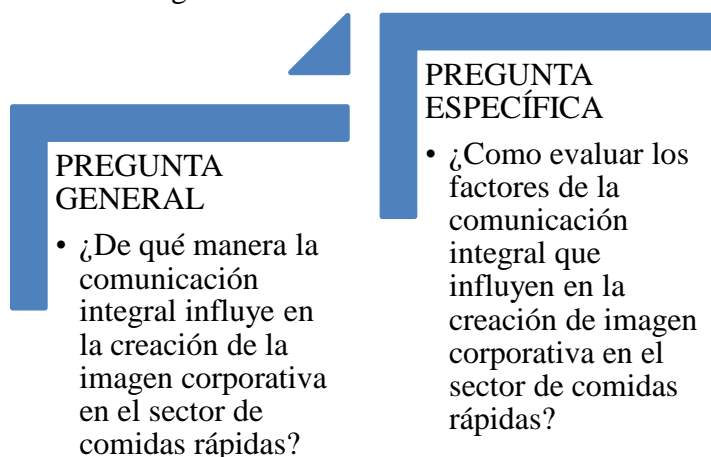 PREGUNTA
GENERAL
• ¿De qué manera la
comunicación
integral influye en
la creación de la
imagen corporativa
en el sector de
comidas rápidas?
PREGUNTA
ESPECÍFICA
• ¿Como evaluar los
factores de la
comunicación
integral que
influyen en la
creación de imagen
corporativa en el
sector de comidas
rápidas?